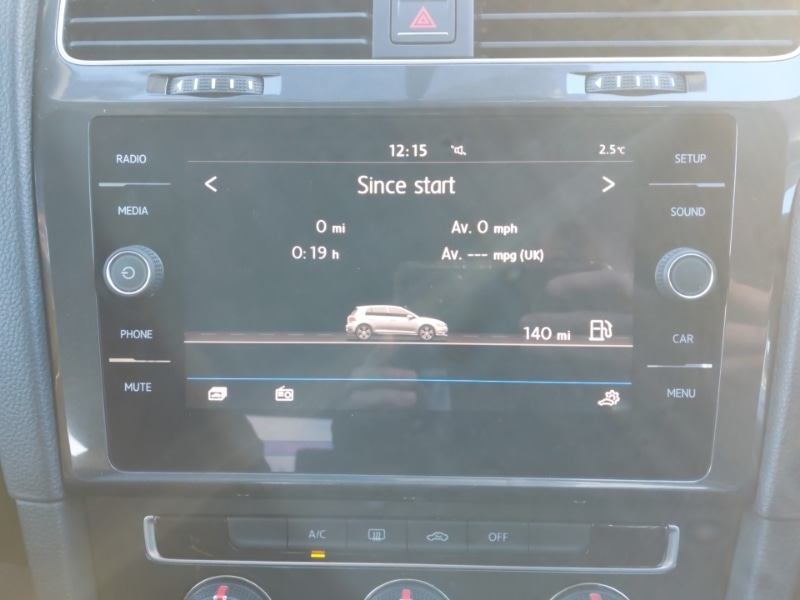 12:15 2.5°C
RADIO SETUP
< Since start >
MEDIA SOUND
0 mi Av. 0 mph
0:19 h Av. --- mpg (UK)
PHONE 140 mi CAR
MUTE MENU
A/C OFF